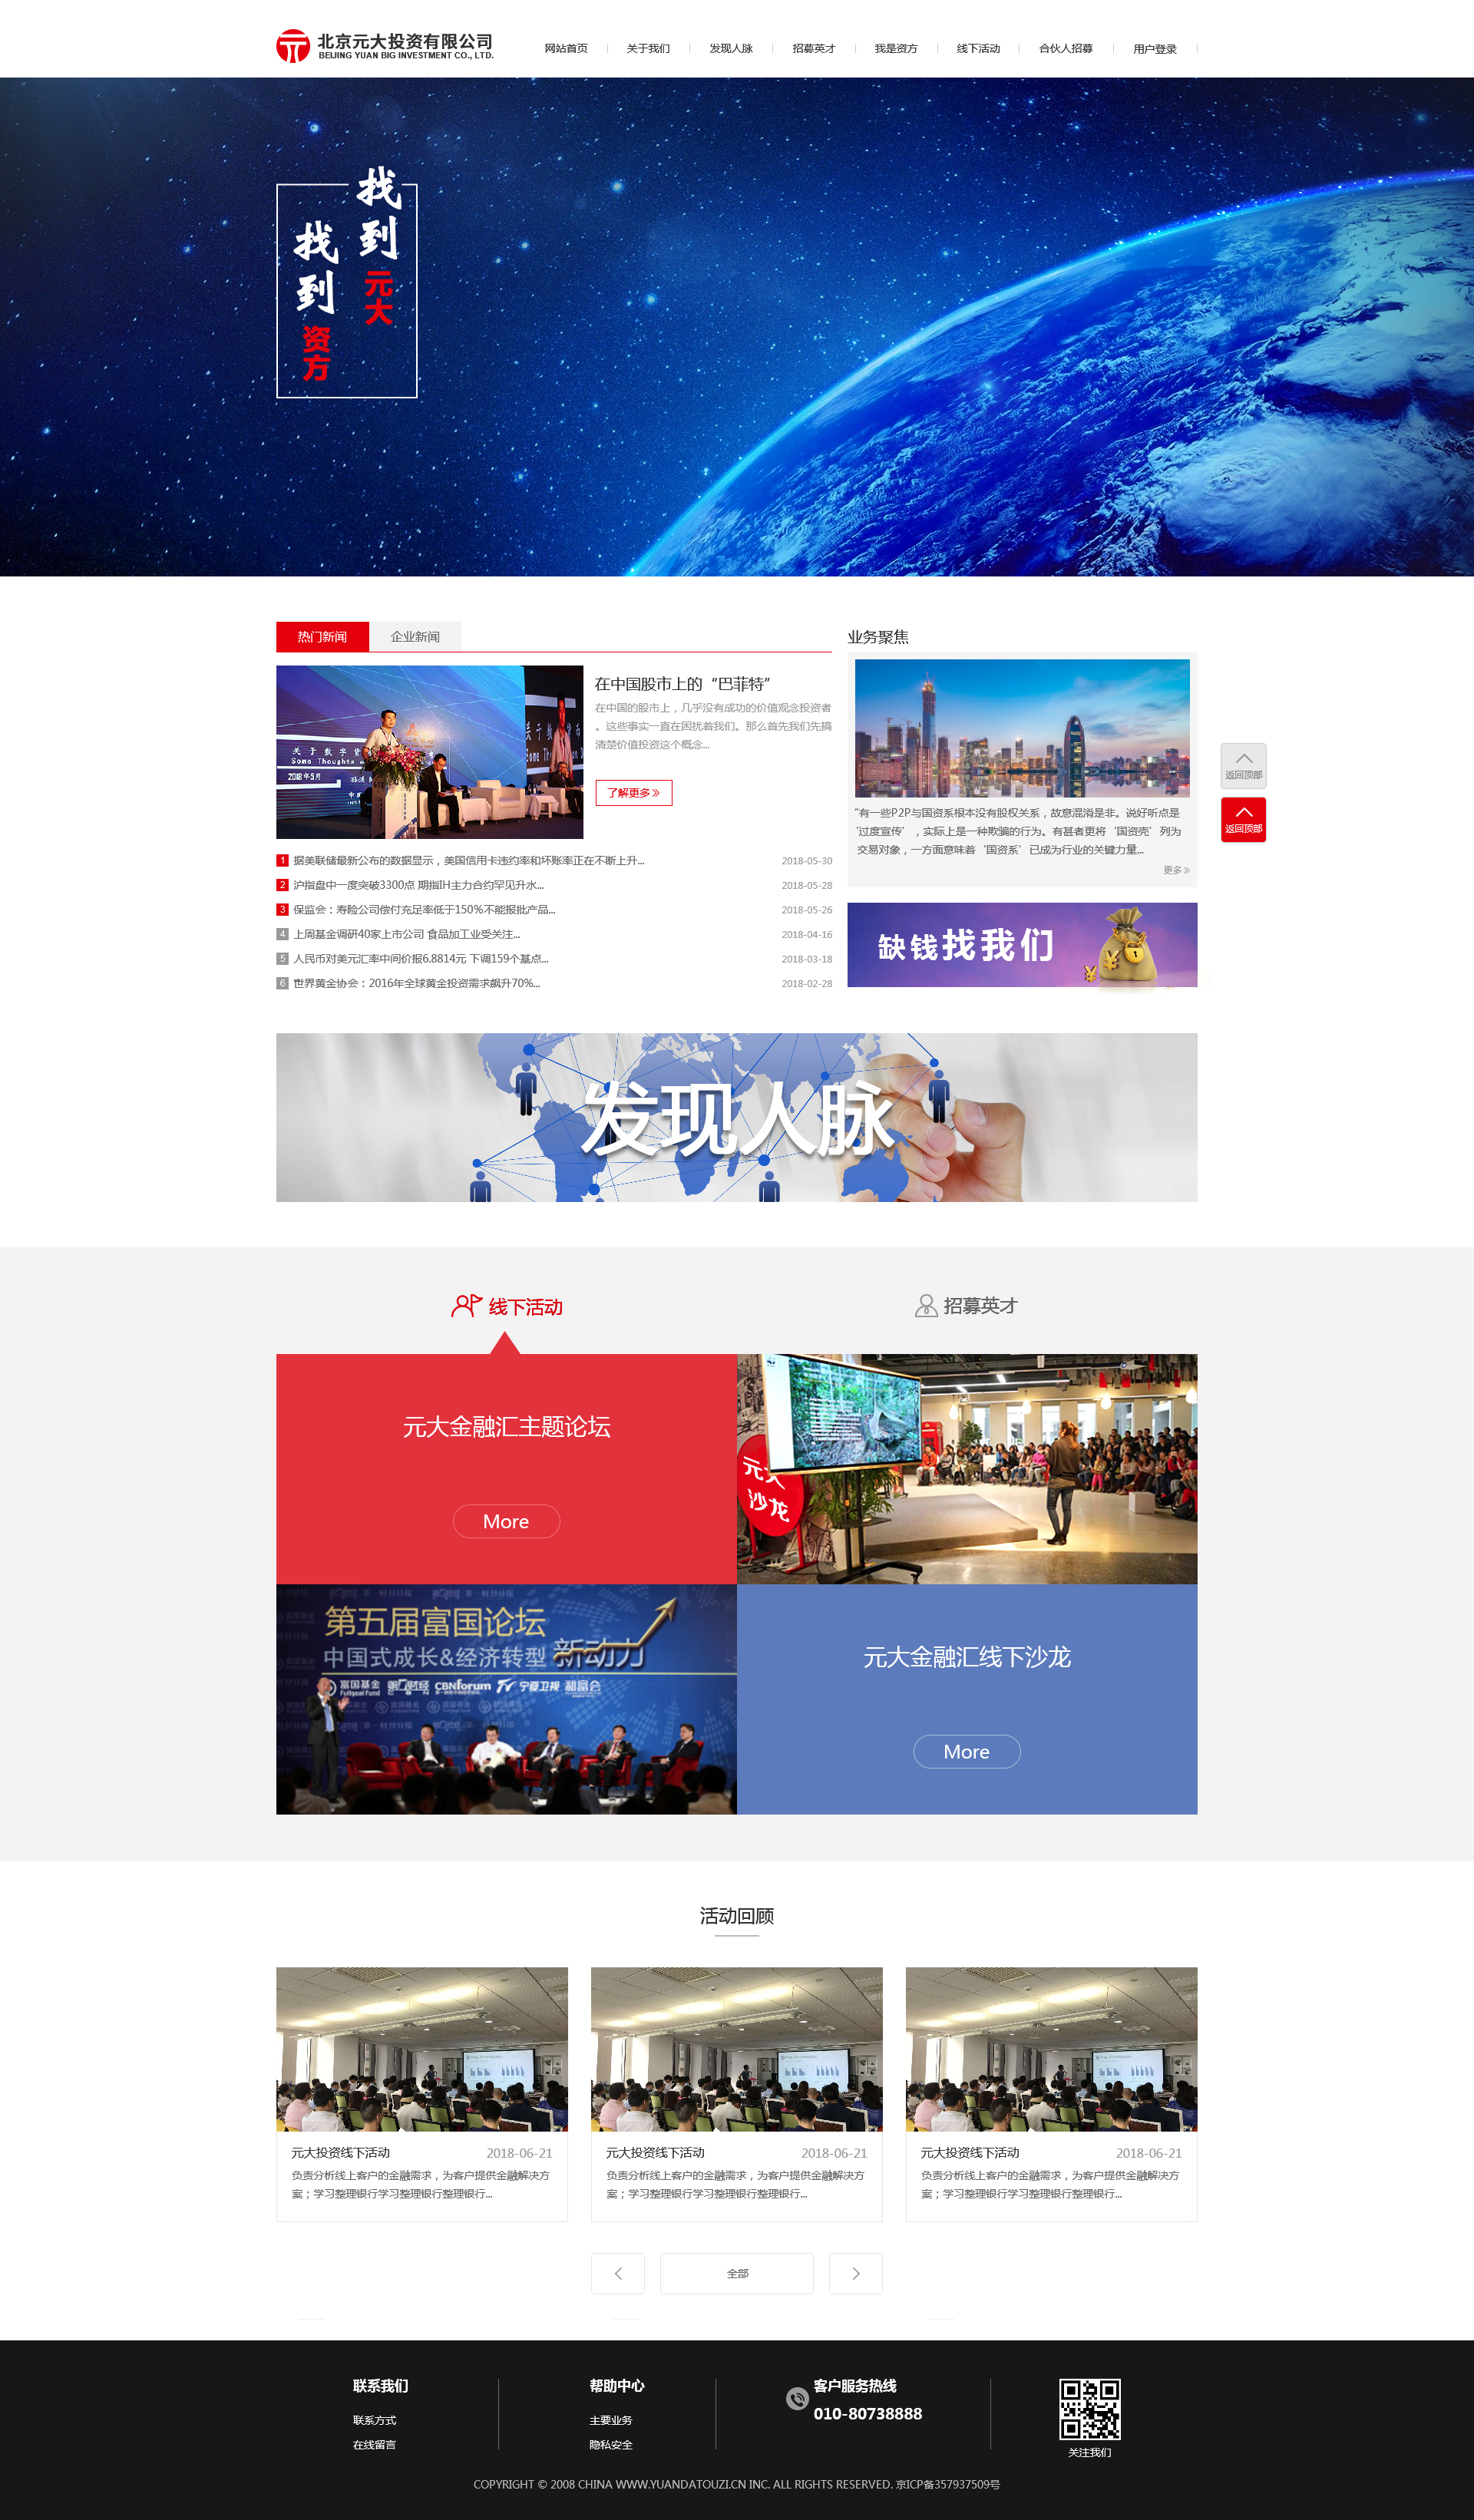 北京元大投资有限公司
BEIJING YUAN BIG INVESTMENT CO., LTD.
网站首页
关于我们
发现人脉
招募英才
我是资方
线下活动
合伙人招募
用户登录
找到元大
找到资方
热门新闻
企业新闻
在中国股市上的“巴菲特”
在中国的股市上，几乎没有成功的价值观念投资者
。这些事实一直在困扰着我们。那么首先我们先搞
清楚价值投资这个概念...
了解更多
关于数字货
Some Thoughts o
2018年5月
1 据美联储最新公布的数据显示，美国信用卡违约率和坏账率正在不断上升... 2018-05-30
2 沪指盘中一度突破3300点 期指IH主力合约罕见升水... 2018-05-28
3 保监会：寿险公司偿付充足率低于150%不能报批产品... 2018-05-26
4 上周基金调研40家上市公司 食品加工业受关注... 2018-04-16
5 人民币对美元汇率中间价报6.8814元 下调159个基点... 2018-03-18
6 世界黄金协会：2016年全球黄金投资需求飙升70%... 2018-02-28
业务聚焦
“有一些P2P与国资系根本没有股权关系，故意混淆是非。说好听点是
‘过度宣传’，实际上是一种欺骗的行为。有甚者更将‘国资壳’列为
交易对象，一方面意味着‘国资系’已成为行业的关键力量...
更多
缺钱找我们
返回顶部
返回顶部
发现人脉
线下活动
招募英才
元大金融汇主题论坛
More
元大
沙龙
第五届富国论坛
中国式成长&经济转型 新动力
富国基金
Fullgoal Fund
第一财经
CBNforum
宁夏卫视
郝富会
元大金融汇线下沙龙
More
活动回顾
元大投资线下活动 2018-06-21
负责分析线上客户的金融需求，为客户提供金融解决方
案；学习整理银行学习整理银行整理银行...
元大投资线下活动 2018-06-21
负责分析线上客户的金融需求，为客户提供金融解决方
案；学习整理银行学习整理银行整理银行...
元大投资线下活动 2018-06-21
负责分析线上客户的金融需求，为客户提供金融解决方
案；学习整理银行学习整理银行整理银行...
全部
联系我们
联系方式
在线留言
帮助中心
主要业务
隐私安全
客户服务热线
010-80738888
关注我们
COPYRIGHT © 2008 CHINA WWW.YUANDATOUZI.CN INC. ALL RIGHTS RESERVED. 京ICP备357937509号